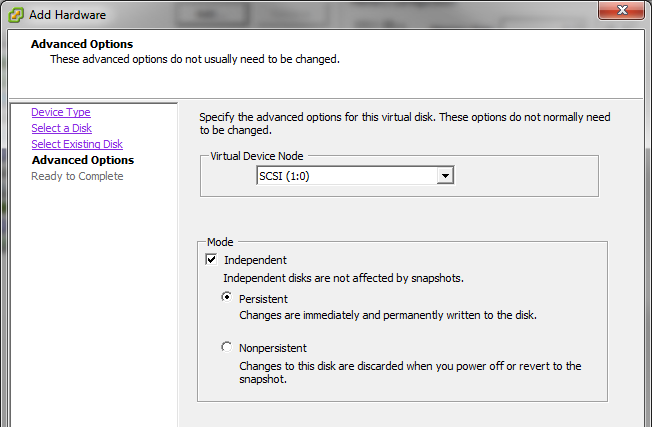 Add Hardware
Advanced Options
These advanced options do not usually need to be changed.
Device Type
Select a Disk
Select Existing Disk
Advanced Options
Ready to Complete
Specify the advanced options for this virtual disk. These options do not normally need
to be changed.
Virtual Device Node
SCSI (1:0)
Mode
Independent
Independent disks are not affected by snapshots.
Persistent
Changes are immediately and permanently written to the disk.
Nonpersistent
Changes to this disk are discarded when you power off or revert to the
snapshot.